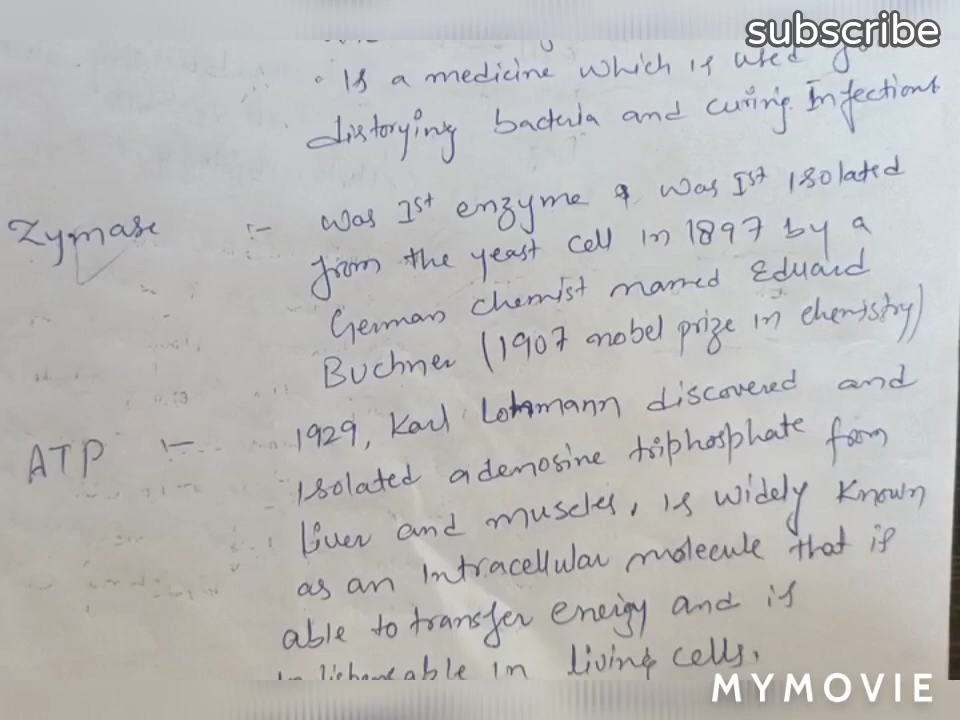 subscribe
• Is a medicine which is used
distorying bacteria and curing Infections
Zymase :- Was Ist enzyme & Was Ist isolated
from the yeast cell in 1897 by a
German chemist named Eduard
Buchner (1907 nobel prize in chemistry)
ATP :- 1929, Karl Lohmann discovered and
isolated adenosine triphosphate from
liver and muscles, is widely known
as an intracellular molecule that is
able to transfer energy and is
in living cells.
MYMOVIE